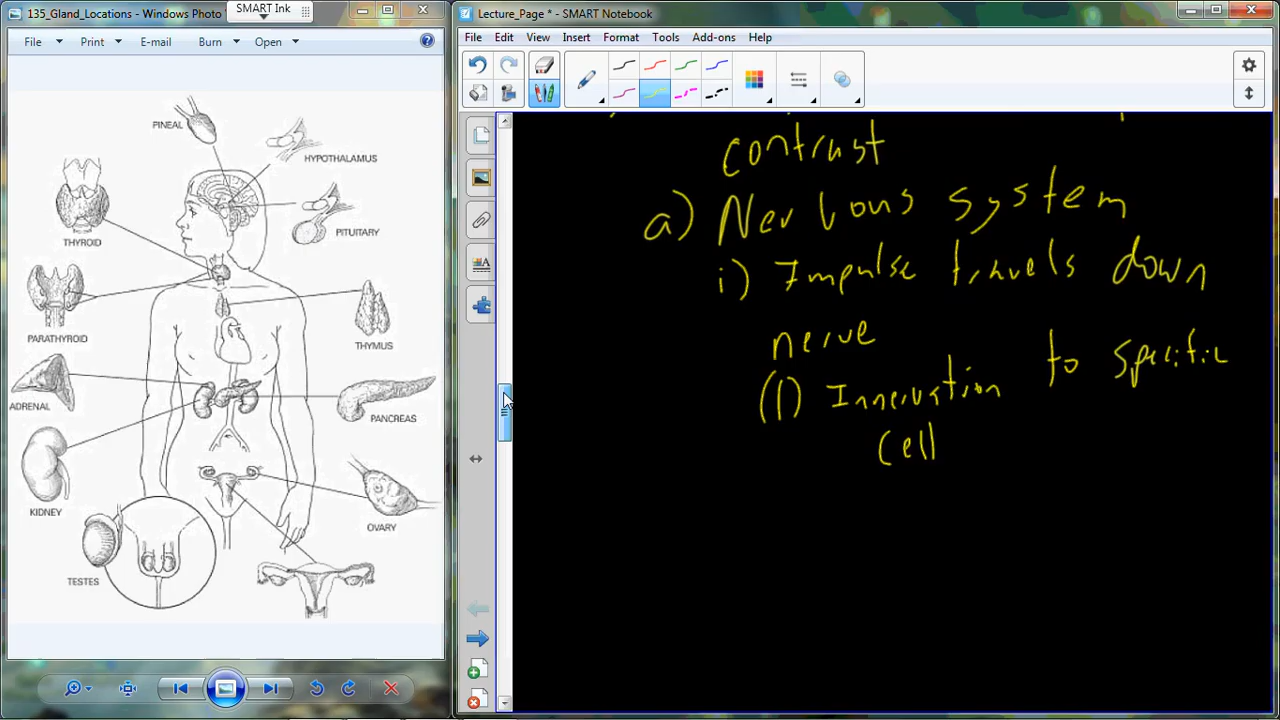 135_Gland_Locations - Windows Photo
SMART Ink
File Print E-mail Burn Open
PINEAL
HYPOTHALAMUS
PITUITARY
THYROID
PARATHYROID
THYMUS
ADRENAL
PANCREAS
KIDNEY
OVARY
TESTES
Lecture_Page * - SMART Notebook
File Edit View Insert Format Tools Add-ons Help
contrast
a) Nervous system
i) Impulse travels down
nerve
(1) Innervation to specific
cell